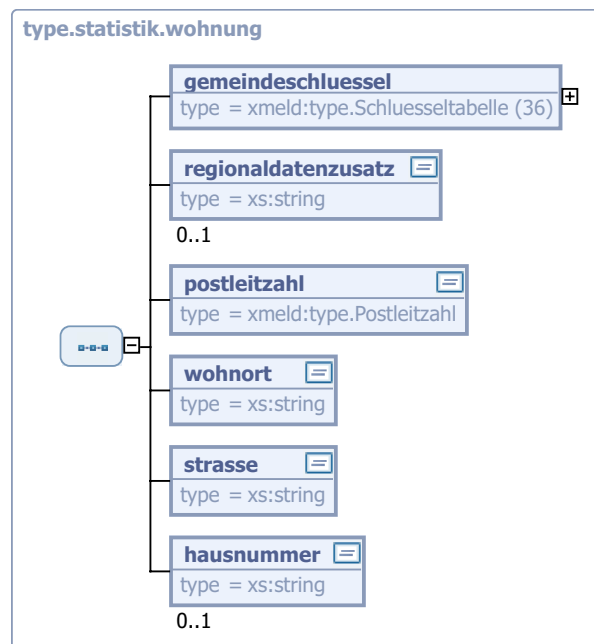 type.statistik.wohnung
gemeindeschluessel
type = xmeld:type.Schluesseltabelle (36)
regionaldatenzusatz
type = xs:string
0..1
postleitzahl
type = xmeld:type.Postleitzahl
wohnort
type = xs:string
strasse
type = xs:string
hausnummer
type = xs:string
0..1